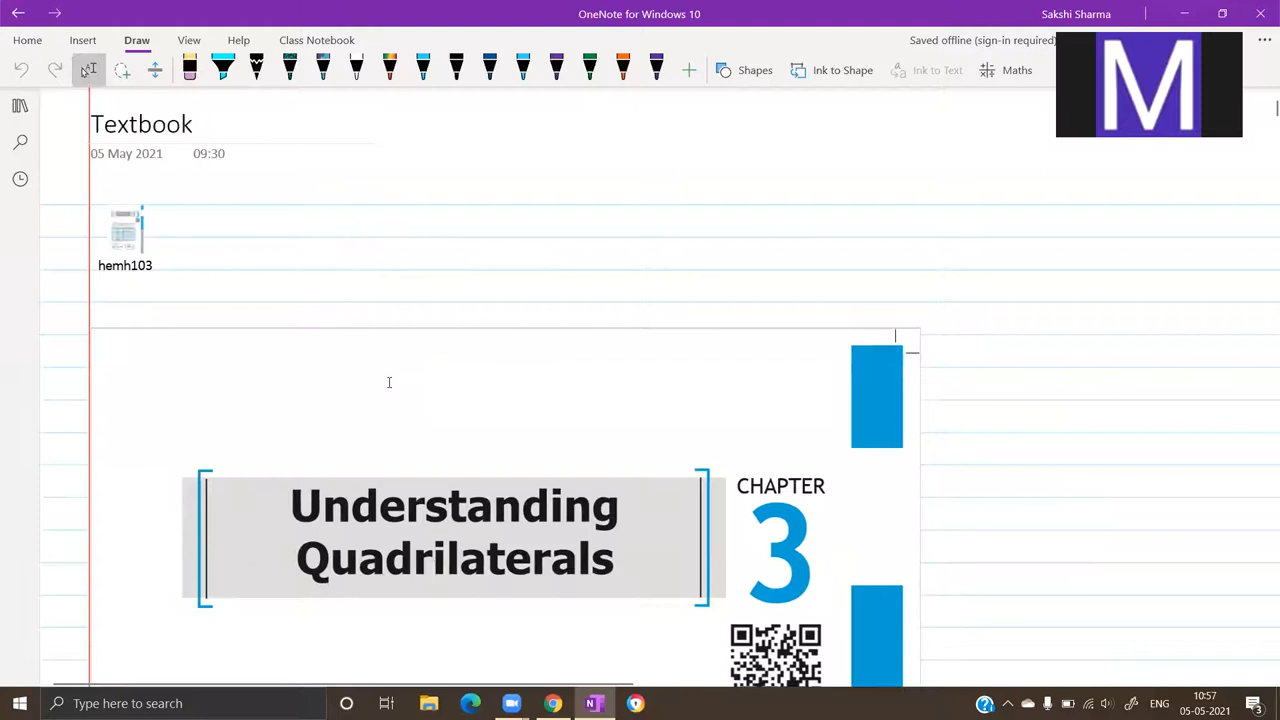 OneNote for Windows 10
Sakshi Sharma
Home
Insert
Draw
View
Help
Class Notebook
Saved offline (sign-in required)
Shapes
Ink to Shape
Ink to Text
Maths
M
Textbook
05 May 2021
09:30
hemh103
Understanding
Quadrilaterals
CHAPTER
3
Type here to search
ENG
10:57
05-05-2021
3